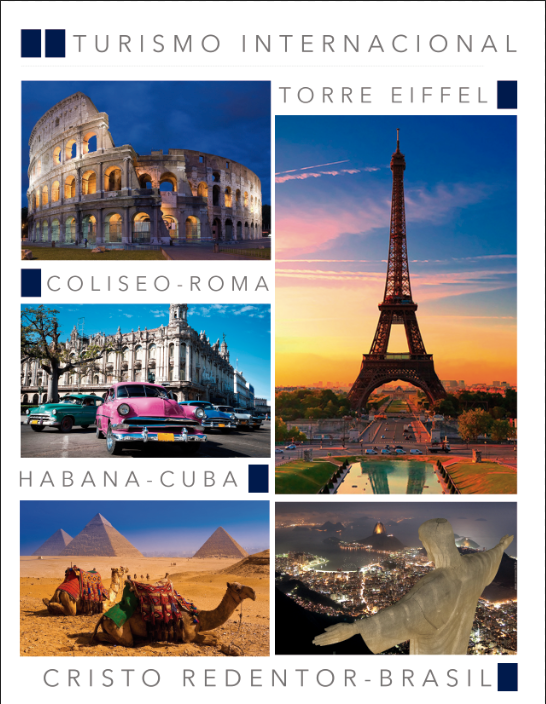 TURISMO INTERNACIONAL
TORRE EIFFEL
COLISEO-ROMA
HABANA-CUBA
CRISTO REDENTOR-BRASIL